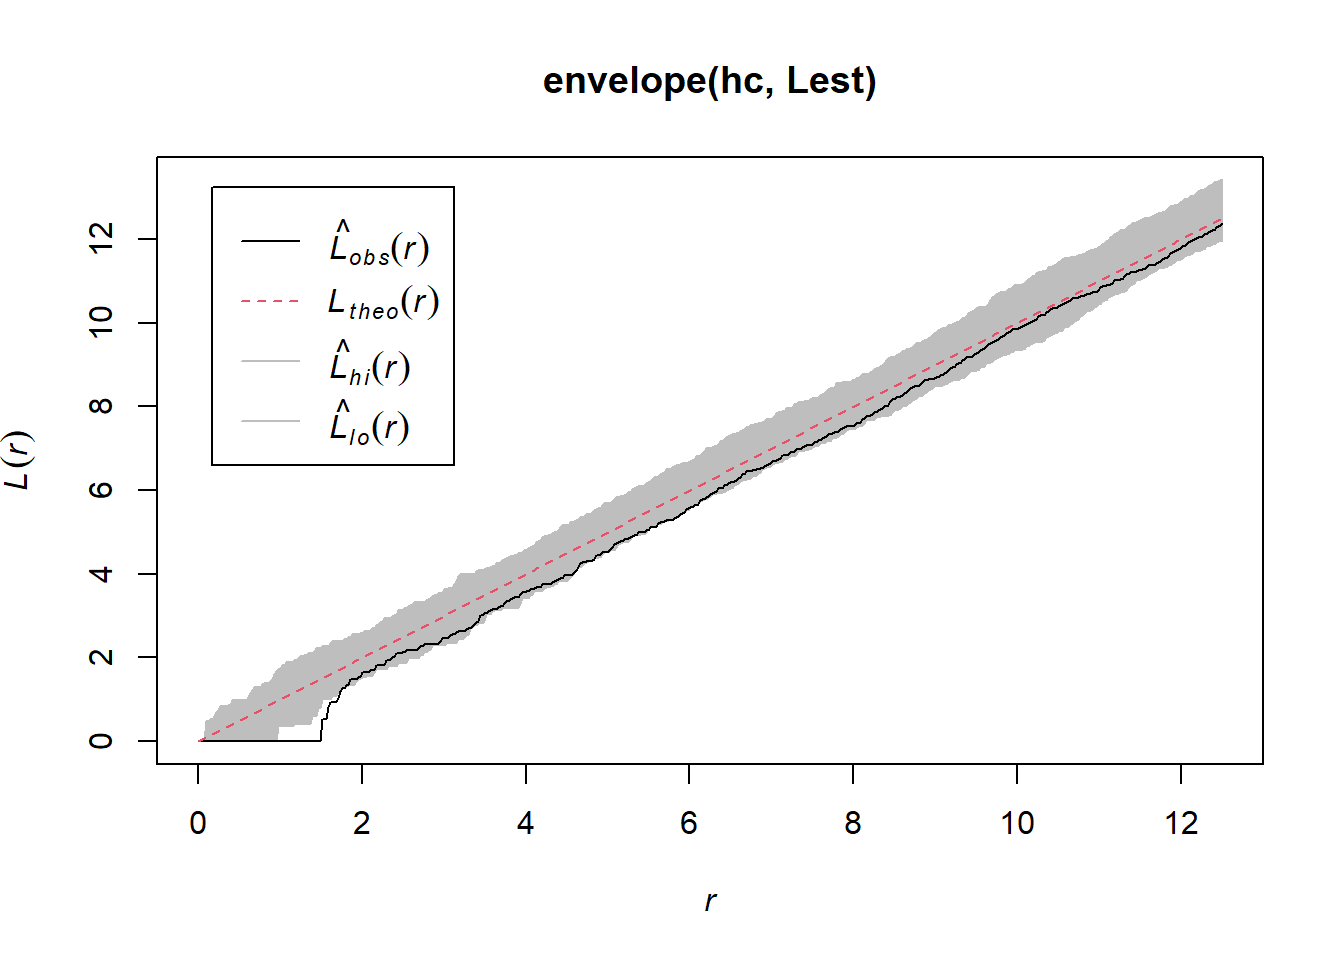 envelope(hc, Lest)
L̂obs(r)
Ltheo(r)
L̂hi(r)
L̂lo(r)
L(r)
12
10
8
6
4
2
0
0 2 4 6 8 10 12
r